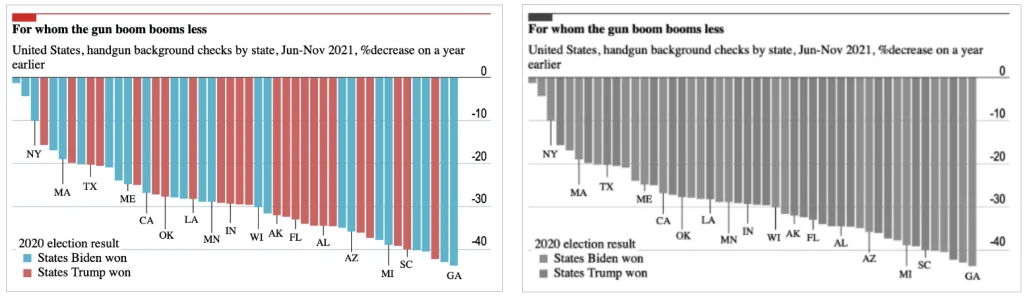 For whom the gun boom booms less
United States, handgun background checks by state, Jun-Nov 2021, %decrease on a year
earlier
0
-10
-20
-30
-40
NY
MA
TX
ME
CA
OK
LA
MN
IN
WI
AK
FL
AL
AZ
MI
SC
GA
2020 election result
States Biden won
States Trump won
For whom the gun boom booms less
United States, handgun background checks by state, Jun-Nov 2021, %decrease on a year
earlier
0
-10
-20
-30
-40
NY
MA
TX
ME
CA
OK
LA
MN
IN
WI
AK
FL
AL
AZ
MI
SC
GA
2020 election result
States Biden won
States Trump won